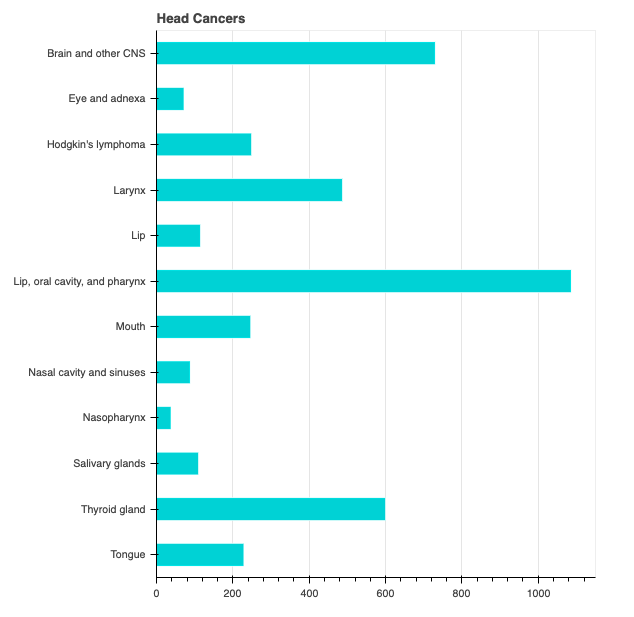 Head Cancers
Brain and other CNS
Eye and adnexa
Hodgkin's lymphoma
Larynx
Lip
Lip, oral cavity, and pharynx
Mouth
Nasal cavity and sinuses
Nasopharynx
Salivary glands
Thyroid gland
Tongue
0 200 400 600 800 1000